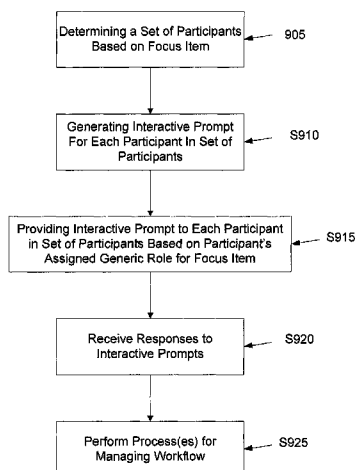 Determining a Set of Participants
Based on Focus Item
905
Generating Interactive Prompt
For Each Participant In Set of
Participants
S910
Providing Interactive Prompt to Each Participant
in Set of Participants Based on Participant's
Assigned Generic Role for Focus Item
S915
Receive Responses to
Interactive Prompts
S920
Perform Process(es) for
Managing Workflow
S925